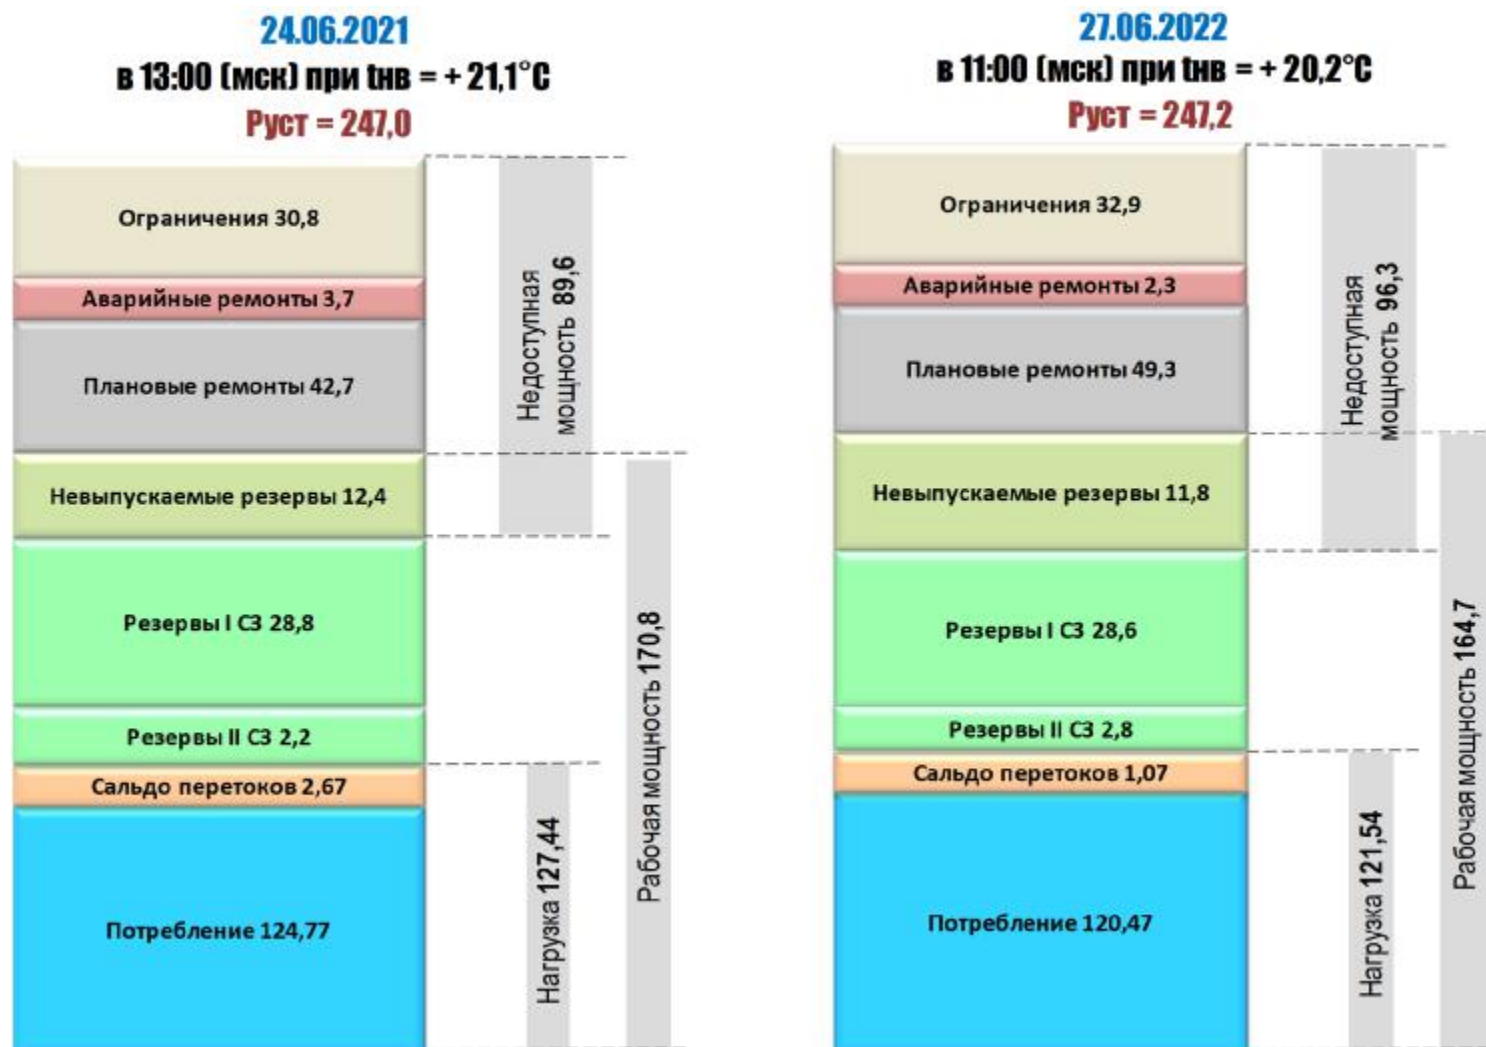 24.06.2021
в 13:00 (мск) при tнв = + 21,1°С
Руст = 247,0
Ограничения 30,8
Аварийные ремонты 3,7
Плановые ремонты 42,7
Невыпускаемые резервы 12,4
Резервы I СЗ 28,8
Резервы II СЗ 2,2
Сальдо перетоков 2,67
Потребление 124,77
Недоступная
мощность 89,6
Рабочая мощность 170,8
Нагрузка 127,44
27.06.2022
в 11:00 (мск) при tнв = + 20,2°С
Руст = 247,2
Ограничения 32,9
Аварийные ремонты 2,3
Плановые ремонты 49,3
Невыпускаемые резервы 11,8
Резервы I СЗ 28,6
Резервы II СЗ 2,8
Сальдо перетоков 1,07
Потребление 120,47
Недоступная
мощность 96,3
Рабочая мощность 164,7
Нагрузка 121,54